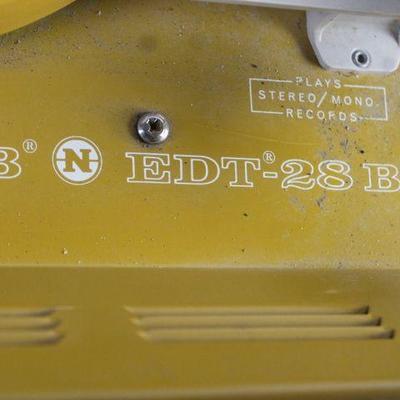 PLAYS
STEREO/MONO.
RECORDS
B® N EDT®-28 B